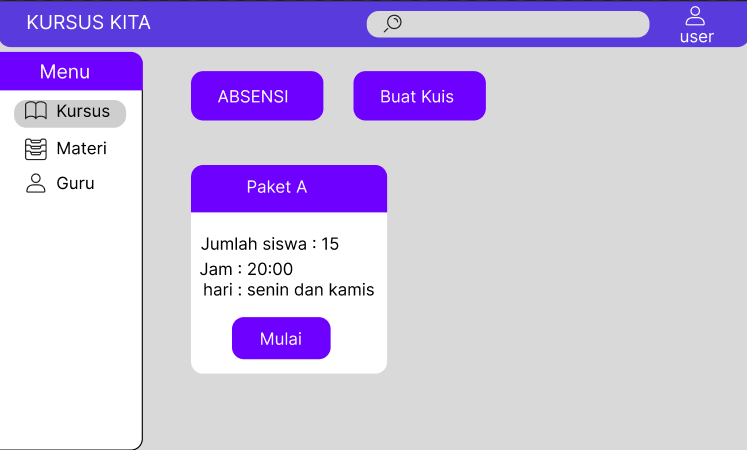 KURSUS KITA
user
Menu
Kursus
Materi
Guru
ABSENSI
Buat Kuis
Paket A
Jumlah siswa : 15
Jam : 20:00
hari : senin dan kamis
Mulai